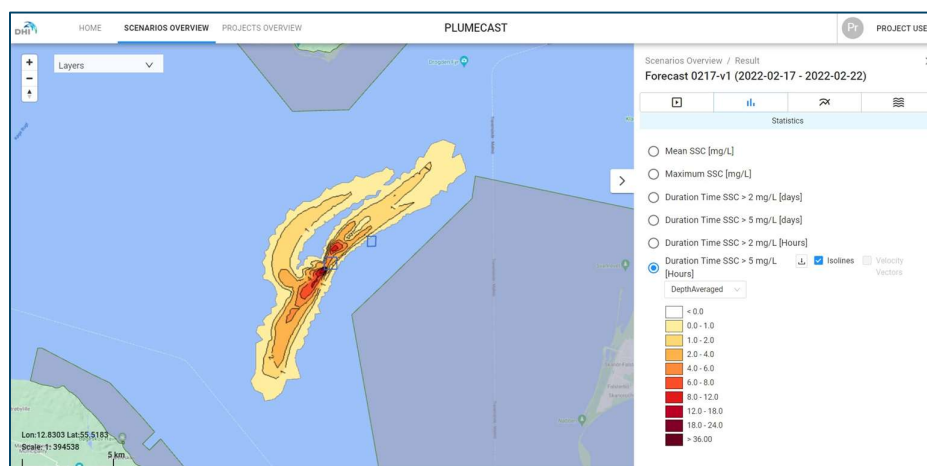 DHI
HOME
SCENARIOS OVERVIEW
PROJECTS OVERVIEW
PLUMECAST
Pr
PROJECT USE
+
−
Layers
Scenarios Overview / Result
Forecast 0217-v1 (2022-02-17 - 2022-02-22)
Statistics
Mean SSC [mg/L]
Maximum SSC [mg/L]
Duration Time SSC > 2 mg/L [days]
Duration Time SSC > 5 mg/L [days]
Duration Time SSC > 2 mg/L [Hours]
Duration Time SSC > 5 mg/L
[Hours]
Isolines
Velocity
Vectors
DepthAveraged
< 0.0
0.0 - 1.0
1.0 - 2.0
2.0 - 4.0
4.0 - 6.0
6.0 - 8.0
8.0 - 12.0
12.0 - 18.0
18.0 - 24.0
> 36.00
Lon:12.8303 Lat:55.5183
Scale: 1: 394538
5 km